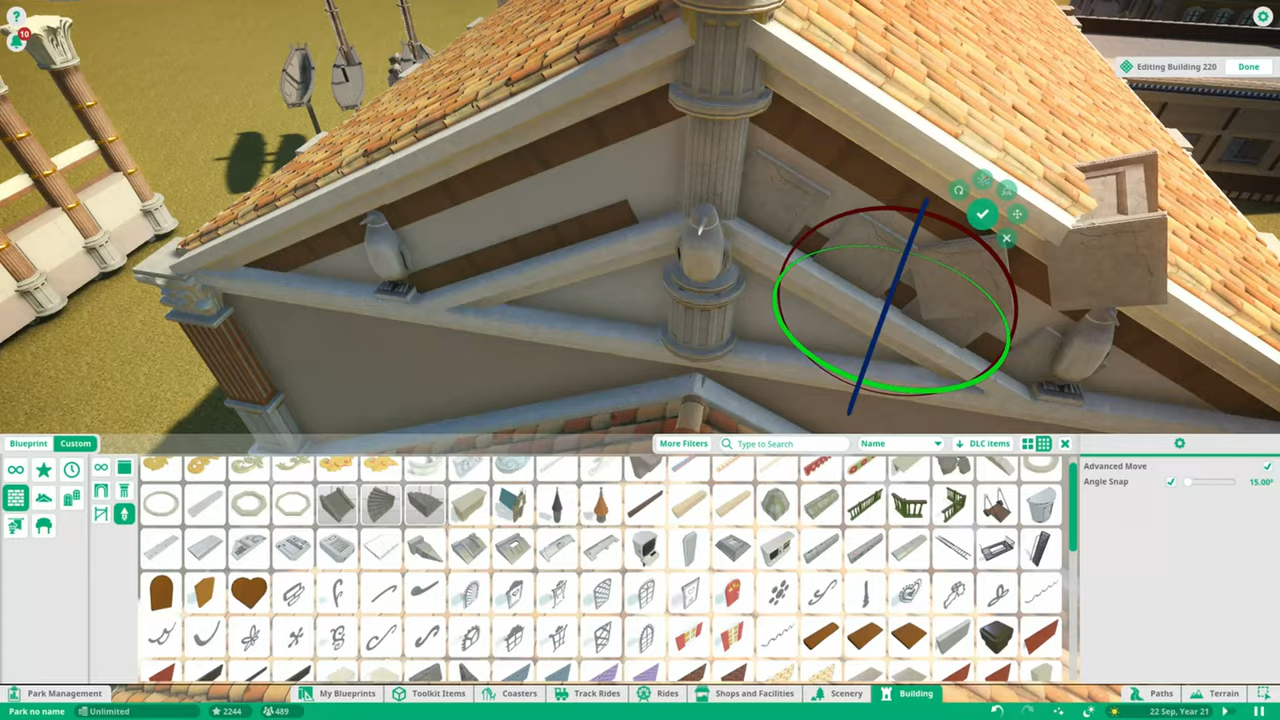 ?
10
Editing Building 220
Done
Blueprint
Custom
More Filters
Type to Search
Name
DLC items
Advanced Move
Angle Snap
15.00°
Park Management
My Blueprints
Toolkit Items
Coasters
Track Rides
Rides
Shops and Facilities
Scenery
Building
Paths
Terrain
Park no name
Unlimited
2244
489
22 Sep, Year 21